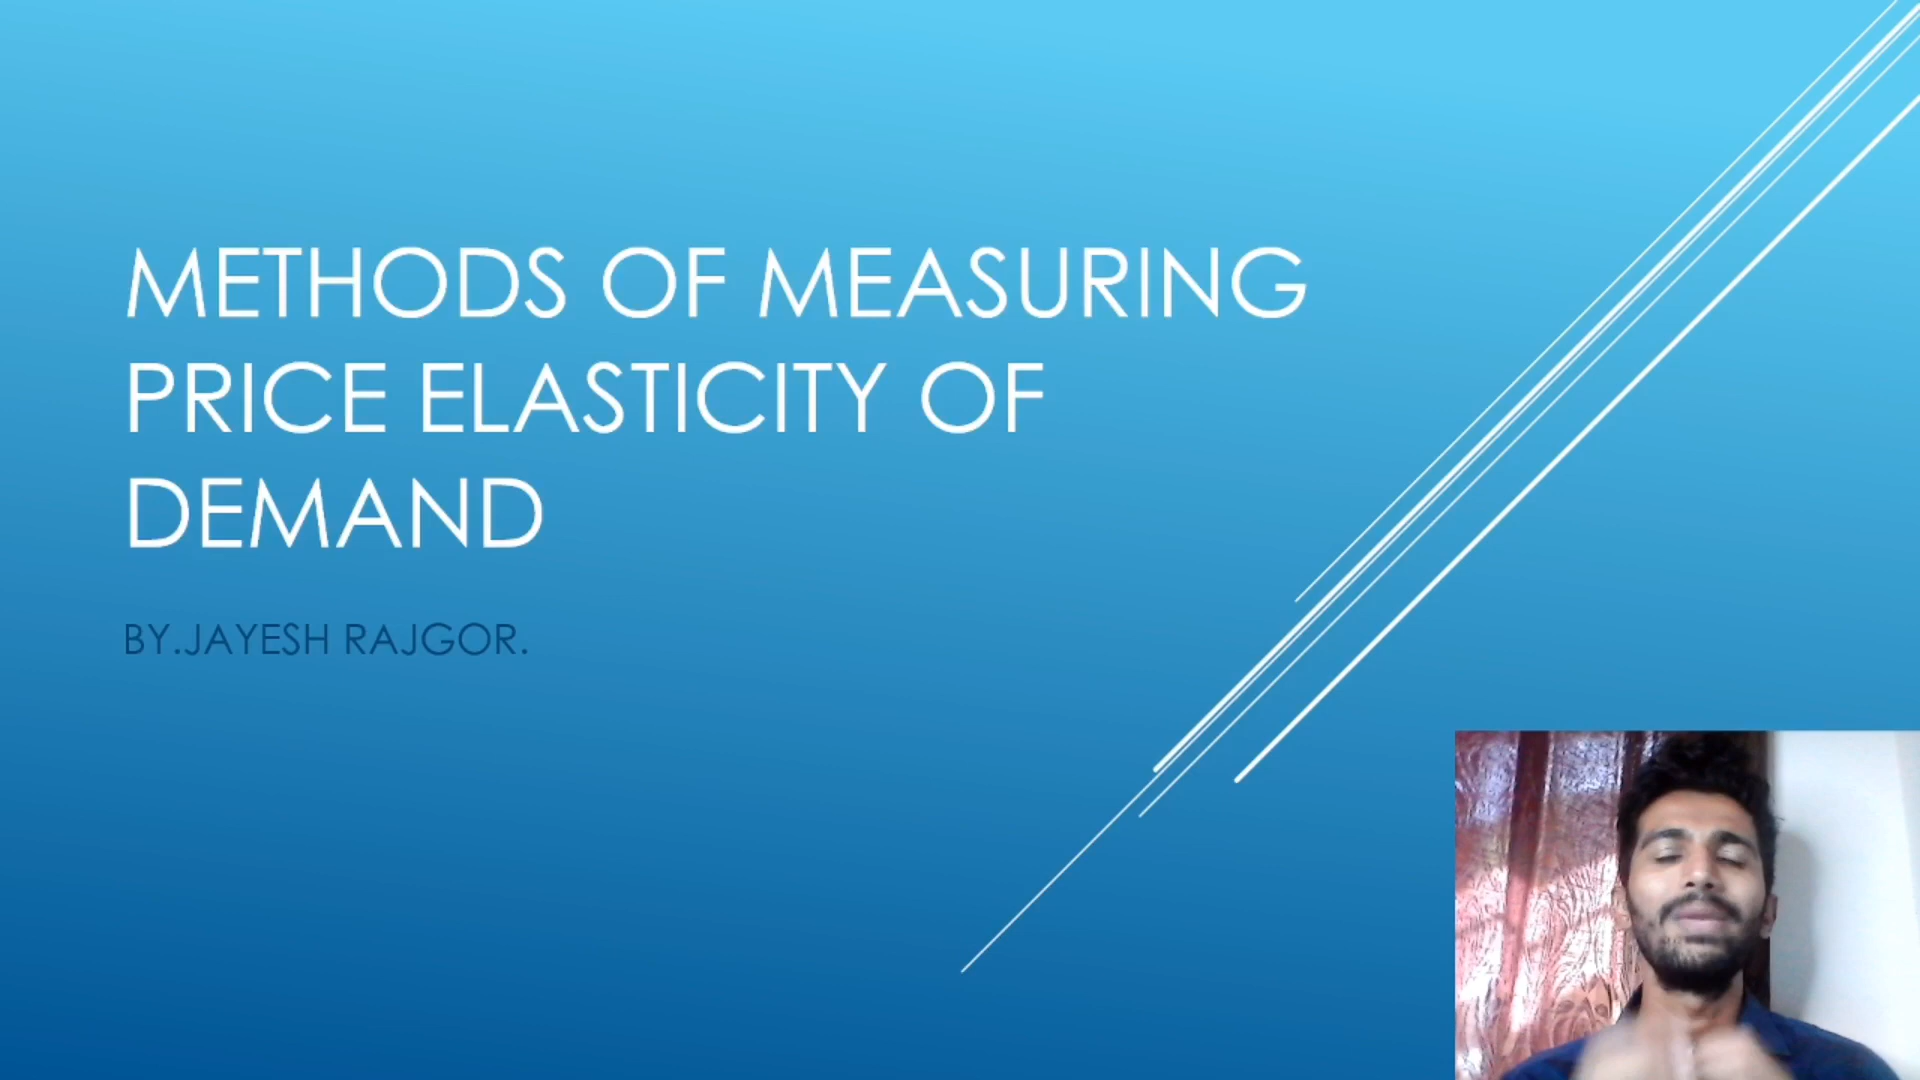 METHODS OF MEASURING
PRICE ELASTICITY OF
DEMAND
BY.JAYESH RAJGOR.